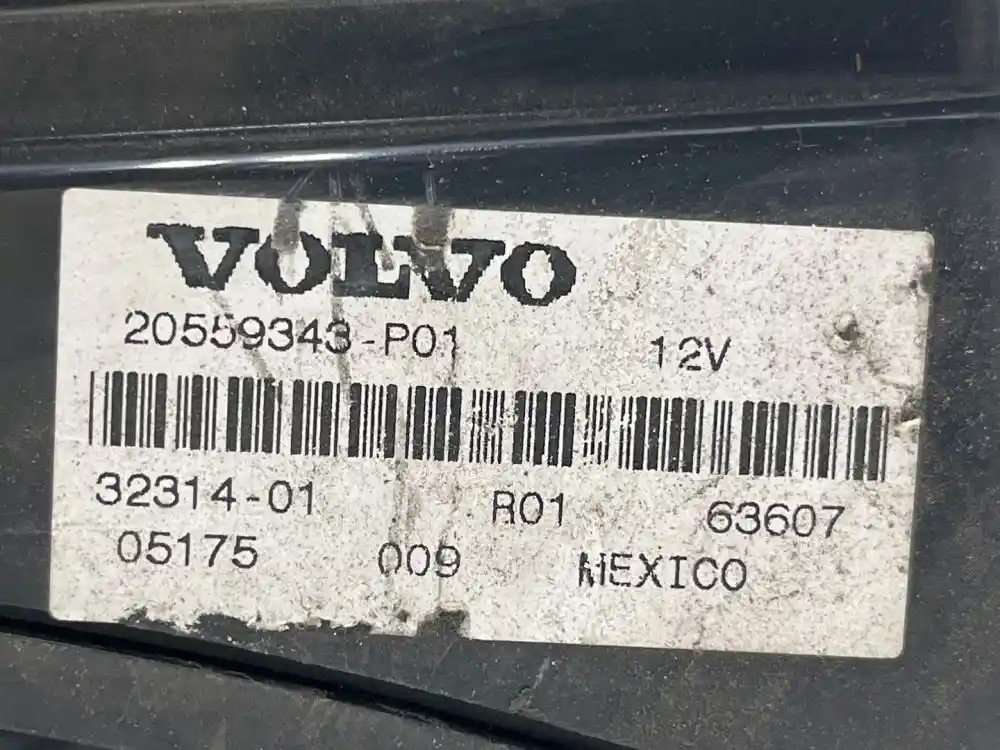 VOLVO
20559343-P01 12V
32314-01 R01 63607
05175 009 MEXICO